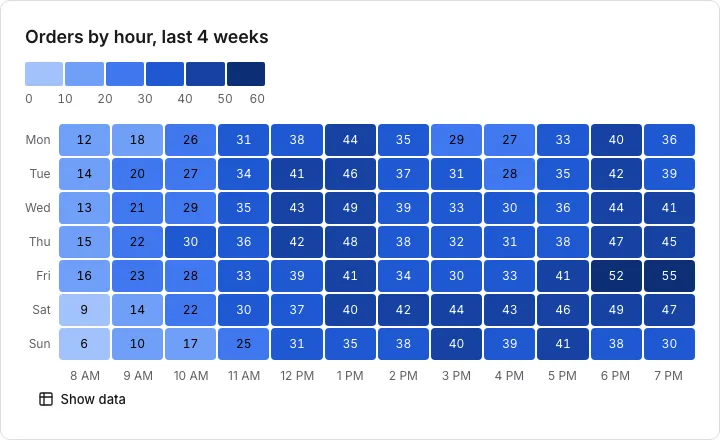 Orders by hour, last 4 weeks
0 10 20 30 40 50 60
Mon 12 18 26 31 38 44 35 29 27 33 40 36
Tue 14 20 27 34 41 46 37 31 28 35 42 39
Wed 13 21 29 35 43 49 39 33 30 36 44 41
Thu 15 22 30 36 42 48 38 32 31 38 47 45
Fri 16 23 28 33 39 41 34 30 33 41 52 55
Sat 9 14 22 30 37 40 42 44 43 46 49 47
Sun 6 10 17 25 31 35 38 40 39 41 38 30
8 AM 9 AM 10 AM 11 AM 12 PM 1 PM 2 PM 3 PM 4 PM 5 PM 6 PM 7 PM
Show data